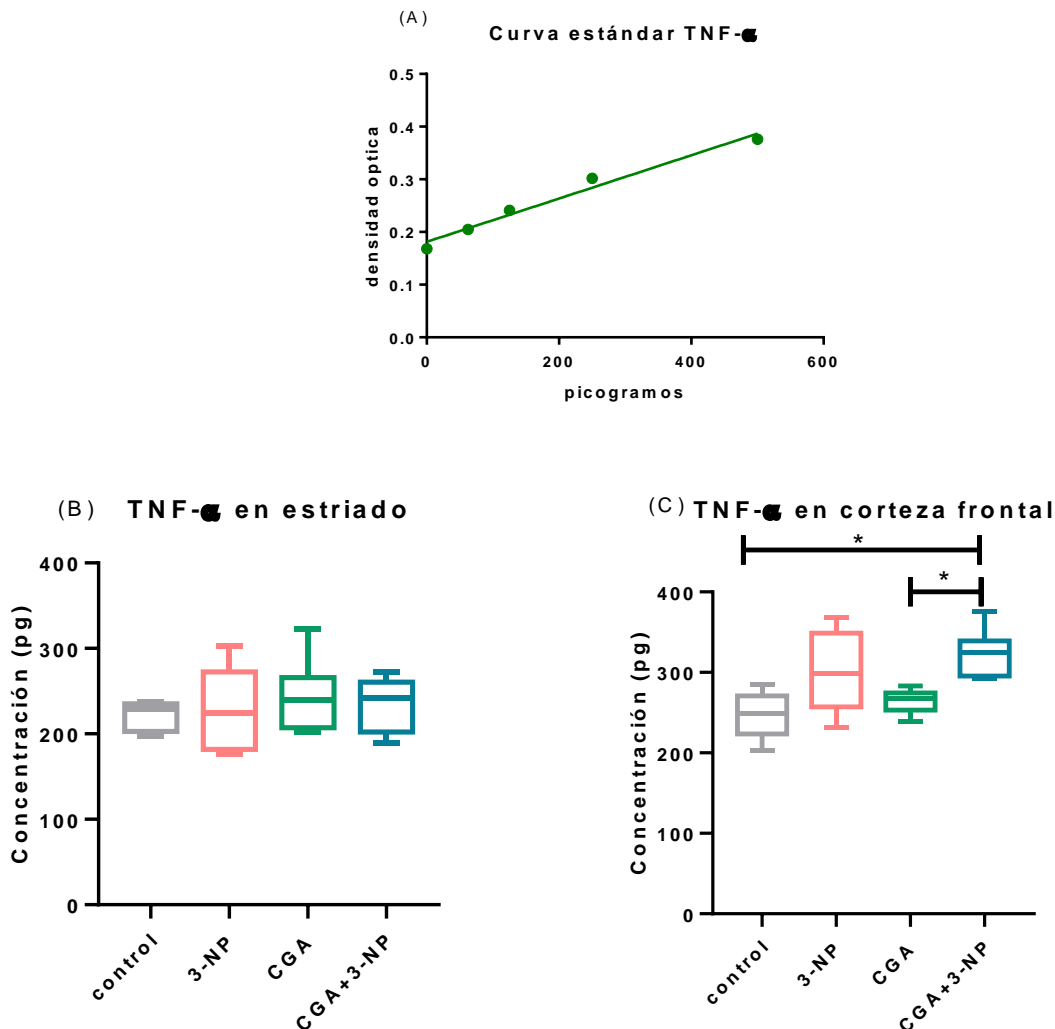 (A)
Curva estándar TNF-α
0.5
0.4
0.3
0.2
0.1
0.0
densidad optica
0 200 400 600
picogramos
(B) TNF-α en estriado
400
300
200
100
0
Concentración (pg)
control 3-NP CGA CGA+3-NP
(C) TNF-α en corteza frontal
*
*
400
300
200
100
0
Concentración (pg)
control 3-NP CGA CGA+3-NP